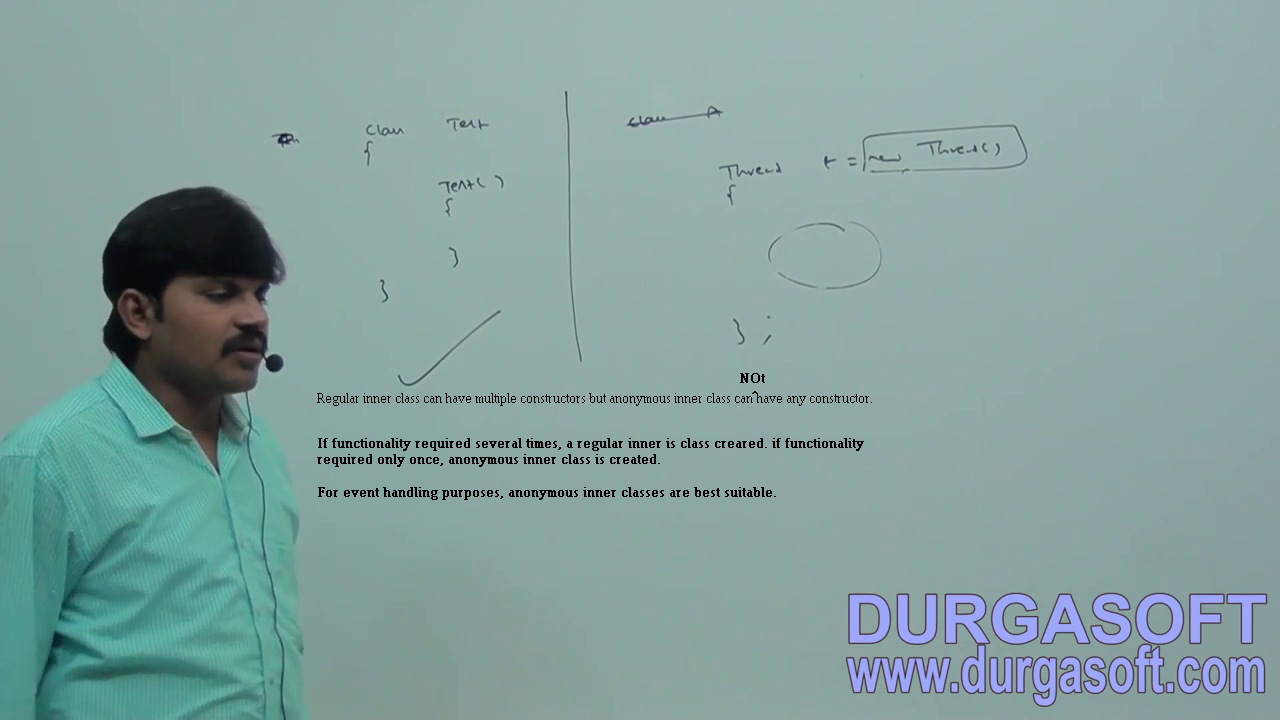 class Test
{
Test()
{
}
}
class A
Thread t = new Thread()
{
} ;
NOt
^
Regular inner class can have multiple constructors but anonymous inner class can have any constructor.
If functionality required several times, a regular inner is class creared. if functionality
required only once, anonymous inner class is created.
For event handling purposes, anonymous inner classes are best suitable.
DURGASOFT
www.durgasoft.com